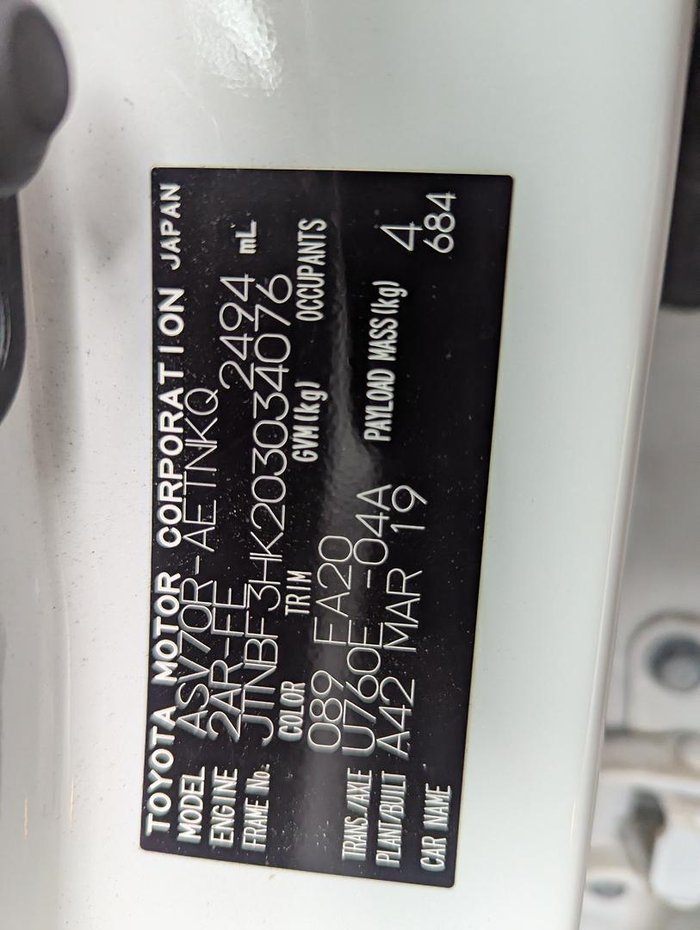 TOYOTA MOTOR CORPORATION JAPAN
MODEL ASV70R-AETNKQ
ENGINE 2AR-FE 2494 mL
FRAME No. JTNBF3HK203034076
COLOR TRIM GVM(kg) OCCUPANTS
089 FA20 4
TRANS./AXLE U760E -04A PAYLOAD MASS(kg) 684
PLANT/BUILT A42 MAR 19
CAR NAME